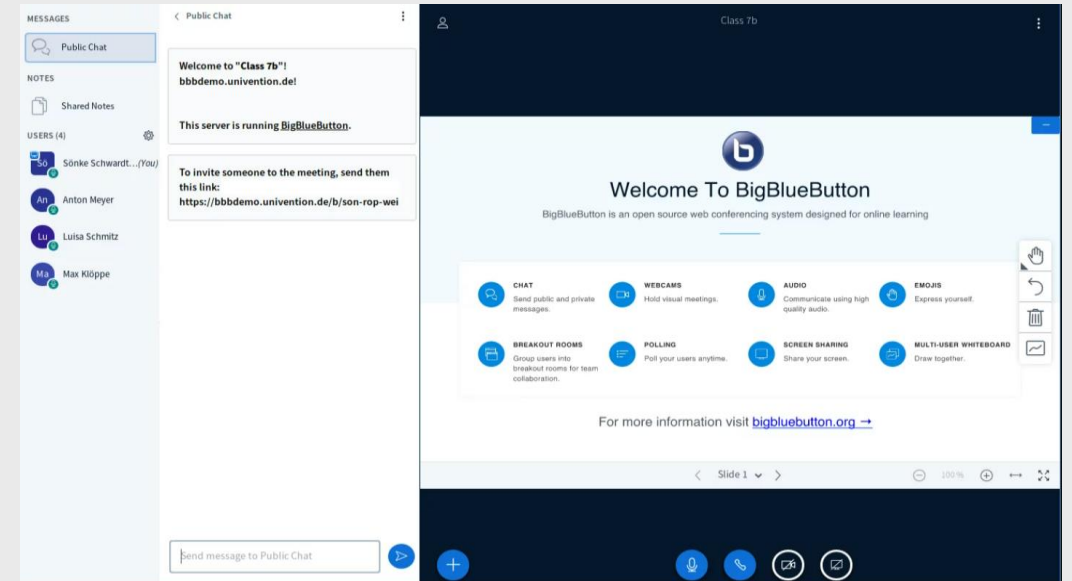 MESSAGES
Public Chat
NOTES
Shared Notes
USERS (4)
Sö Sönke Schwardt...(You)
An Anton Meyer
Lu Luisa Schmitz
Ma Max Klöppe
Public Chat
Welcome to "Class 7b"!
bbbdemo.univention.de!
This server is running BigBlueButton.
To invite someone to the meeting, send them
this link:
https://bbbdemo.univention.de/b/son-rop-wei
Send message to Public Chat
Class 7b
b
Welcome To BigBlueButton
BigBlueButton is an open source web conferencing system designed for online learning
CHAT
Send public and private
messages.
WEBCAMS
Hold visual meetings.
AUDIO
Communicate using high
quality audio.
EMOJIS
Express yourself.
BREAKOUT ROOMS
Group users into
breakout rooms for team
collaboration.
POLLING
Poll your users anytime.
SCREEN SHARING
Share your screen.
MULTI-USER WHITEBOARD
Draw together.
For more information visit bigbluebutton.org →
Slide 1
100%